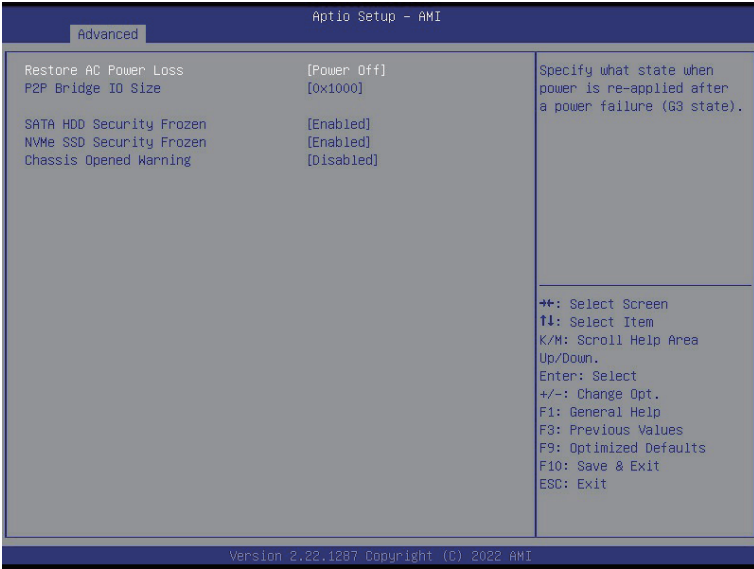 Aptio Setup – AMI
Advanced
Restore AC Power Loss [Power Off]
P2P Bridge IO Size [0x1000]
SATA HDD Security Frozen [Enabled]
NVMe SSD Security Frozen [Enabled]
Chassis Opened Warning [Disabled]
Specify what state when
power is re-applied after
a power failure (G3 state).
→←: Select Screen
↑↓: Select Item
K/M: Scroll Help Area
Up/Down.
Enter: Select
+/-: Change Opt.
F1: General Help
F3: Previous Values
F9: Optimized Defaults
F10: Save & Exit
ESC: Exit
Version 2.22.1287 Copyright (C) 2022 AMI